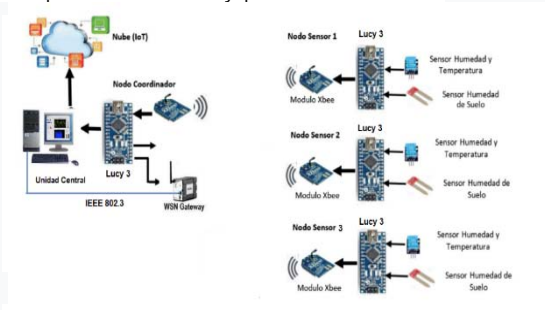 Nube (IoT)
Nodo Coordinador
Unidad Central
Lucy 3
IEEE 802.3
WSN Gateway
Nodo Sensor 1
Lucy 3
Sensor Humedad y
Temperatura
Modulo Xbee
Sensor Humedad
de Suelo
Nodo Sensor 2
Lucy 3
Sensor Humedad y
Temperatura
Modulo Xbee
Sensor Humedad de
Suelo
Nodo Sensor 3
Lucy 3
Sensor Humedad y
Temperatura
Modulo Xbee
Sensor Humedad de
Suelo